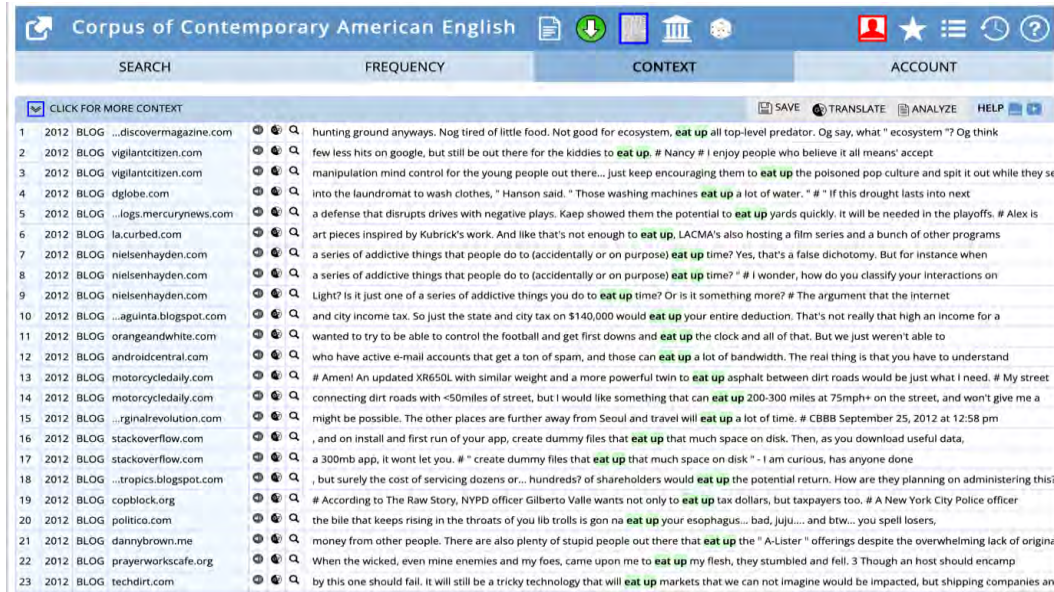 Corpus of Contemporary American English
SEARCH FREQUENCY CONTEXT ACCOUNT
CLICK FOR MORE CONTEXT SAVE TRANSLATE ANALYZE HELP
1 2012 BLOG ...discovermagazine.com hunting ground anyways. Nog tired of little food. Not good for ecosystem, eat up all top-level predator. Og say, what " ecosystem "? Og think
2 2012 BLOG vigilantcitizen.com few less hits on google, but still be out there for the kiddies to eat up. # Nancy # I enjoy people who believe it all means' accept
3 2012 BLOG vigilantcitizen.com manipulation mind control for the young people out there... just keep encouraging them to eat up the poisoned pop culture and spit it out while they se
4 2012 BLOG dglobe.com into the laundromat to wash clothes, " Hanson said. " Those washing machines eat up a lot of water. " # " If this drought lasts into next
5 2012 BLOG ...logs.mercurynews.com a defense that disrupts drives with negative plays. Kaep showed them the potential to eat up yards quickly. It will be needed in the playoffs. # Alex is
6 2012 BLOG la.curbed.com art pieces inspired by Kubrick's work. And like that's not enough to eat up, LACMA's also hosting a film series and a bunch of other programs
7 2012 BLOG nielsenhayden.com a series of addictive things that people do to (accidentally or on purpose) eat up time? Yes, that's a false dichotomy. But for instance when
8 2012 BLOG nielsenhayden.com a series of addictive things that people do to (accidentally or on purpose) eat up time? " # I wonder, how do you classify your interactions on
9 2012 BLOG nielsenhayden.com Light? Is it just one of a series of addictive things you do to eat up time? Or is it something more? # The argument that the internet
10 2012 BLOG ...aguinta.blogspot.com and city income tax. So just the state and city tax on $140,000 would eat up your entire deduction. That's not really that high an income for a
11 2012 BLOG orangeandwhite.com wanted to try to be able to control the football and get first downs and eat up the clock and all of that. But we just weren't able to
12 2012 BLOG androidcentral.com who have active e-mail accounts that get a ton of spam, and those can eat up a lot of bandwidth. The real thing is that you have to understand
13 2012 BLOG motorcycledaily.com # Amen! An updated XR650L with similar weight and a more powerful twin to eat up asphalt between dirt roads would be just what I need. # My street
14 2012 BLOG motorcycledaily.com connecting dirt roads with <50miles of street, but I would like something that can eat up 200-300 miles at 75mph+ on the street, and won't give me a
15 2012 BLOG ...rginalrevolution.com might be possible. The other places are further away from Seoul and travel will eat up a lot of time. # CBBB September 25, 2012 at 12:58 pm
16 2012 BLOG stackoverflow.com , and on install and first run of your app, create dummy files that eat up that much space on disk. Then, as you download useful data,
17 2012 BLOG stackoverflow.com a 300mb app, it wont let you. # " create dummy files that eat up that much space on disk " - I am curious, has anyone done
18 2012 BLOG ...tropics.blogspot.com , but surely the cost of servicing dozens or... hundreds? of shareholders would eat up the potential return. How are they planning on administering this?
19 2012 BLOG copblock.org # According to The Raw Story, NYPD officer Gilberto Valle wants not only to eat up tax dollars, but taxpayers too. # A New York City Police officer
20 2012 BLOG politico.com the bile that keeps rising in the throats of you lib trolls is gon na eat up your esophagus... bad, juju.... and btw... you spell losers,
21 2012 BLOG dannybrown.me money from other people. There are also plenty of stupid people out there that eat up the " A-Lister " offerings despite the overwhelming lack of origina
22 2012 BLOG prayerworkscafe.org When the wicked, even mine enemies and my foes, came upon me to eat up my flesh, they stumbled and fell. 3 Though an host should encamp
23 2012 BLOG techdirt.com by this one should fail. it will still be a tricky technology that will eat up markets that we can not imagine would be impacted, but shipping companies an